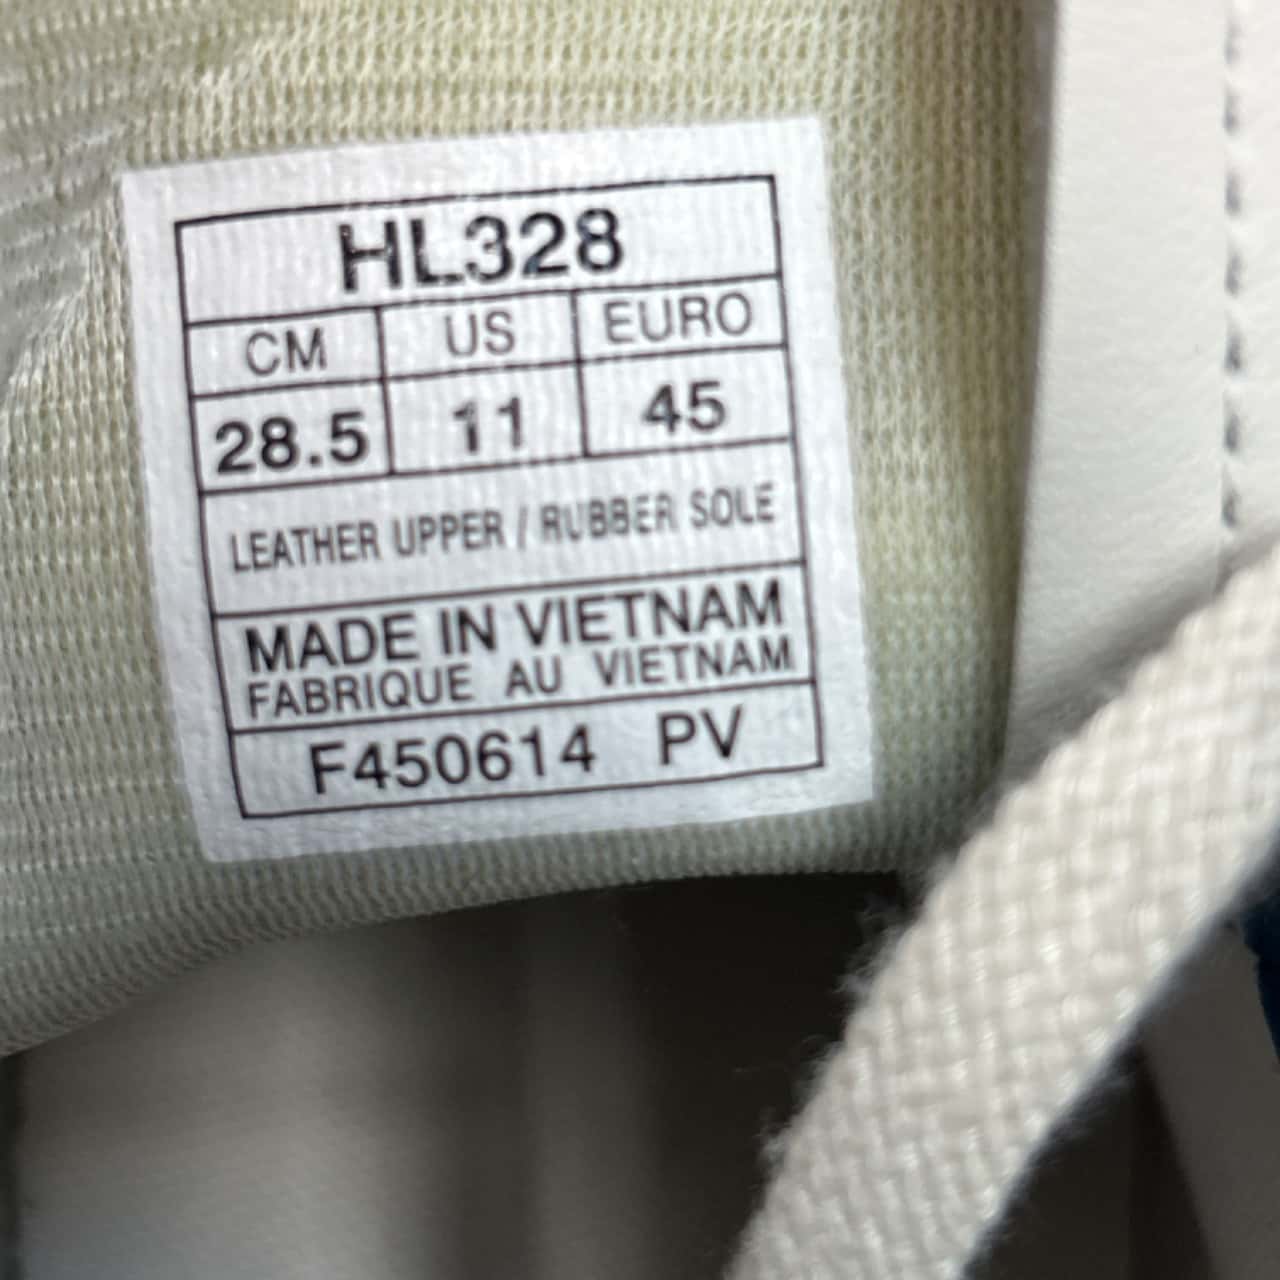 HL328
CM US EURO
28.5 11 45
LEATHER UPPER / RUBBER SOLE
MADE IN VIETNAM
FABRIQUE AU VIETNAM
F450614 PV